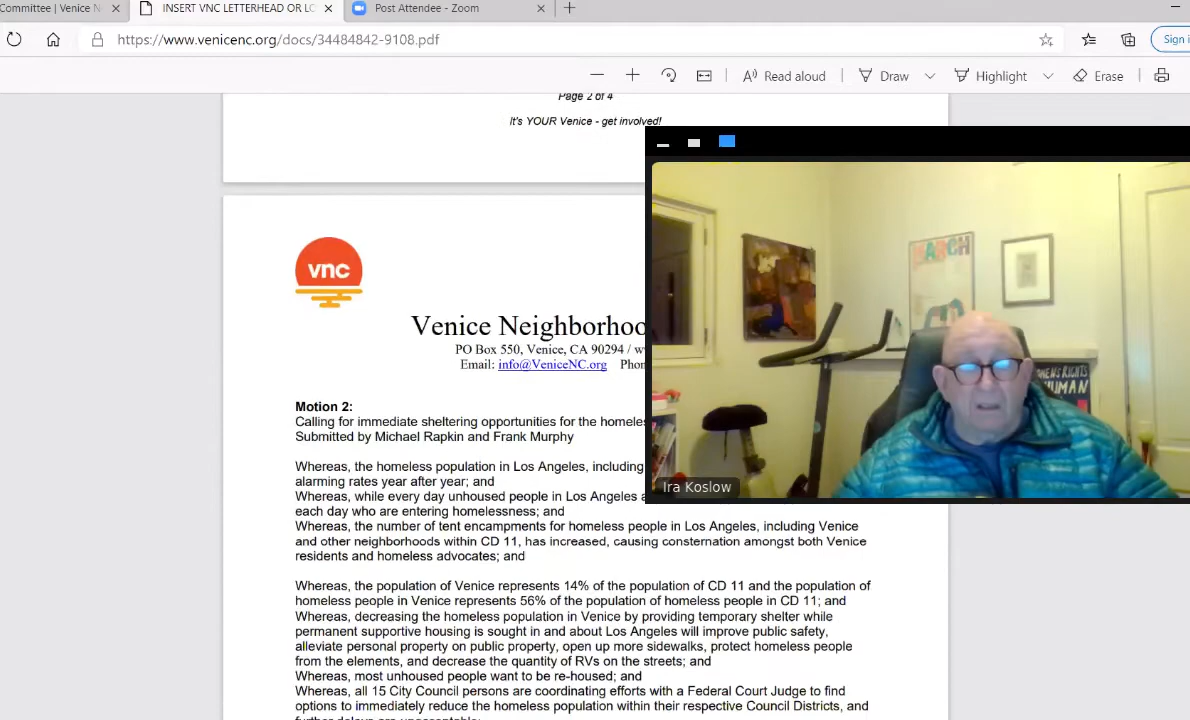 Committee | Venice N
INSERT VNC LETTERHEAD OR LO
Post Attendee - Zoom
https://www.venicenc.org/docs/34484842-9108.pdf
Sign i
Read aloud
Draw
Highlight
Erase
Page 2 of 4
It's YOUR Venice - get involved!
vnc
Venice Neighborhoo
PO Box 550, Venice, CA 90294 / w
Email: info@VeniceNC.org Phon
MARCH
HUMAN
Ira Koslow
Motion 2:
Calling for immediate sheltering opportunities for the homeles
Submitted by Michael Rapkin and Frank Murphy
Whereas, the homeless population in Los Angeles, including
alarming rates year after year; and
Whereas, while every day unhoused people in Los Angeles a
each day who are entering homelessness; and
Whereas, the number of tent encampments for homeless people in Los Angeles, including Venice
and other neighborhoods within CD 11, has increased, causing consternation amongst both Venice
residents and homeless advocates; and
Whereas, the population of Venice represents 14% of the population of CD 11 and the population of
homeless people in Venice represents 56% of the population of homeless people in CD 11; and
Whereas, decreasing the homeless population in Venice by providing temporary shelter while
permanent supportive housing is sought in and about Los Angeles will improve public safety,
alleviate personal property on public property, open up more sidewalks, protect homeless people
from the elements, and decrease the quantity of RVs on the streets; and
Whereas, most unhoused people want to be re-housed; and
Whereas, all 15 City Council persons are coordinating efforts with a Federal Court Judge to find
options to immediately reduce the homeless population within their respective Council Districts, and
further delays are unacceptable;